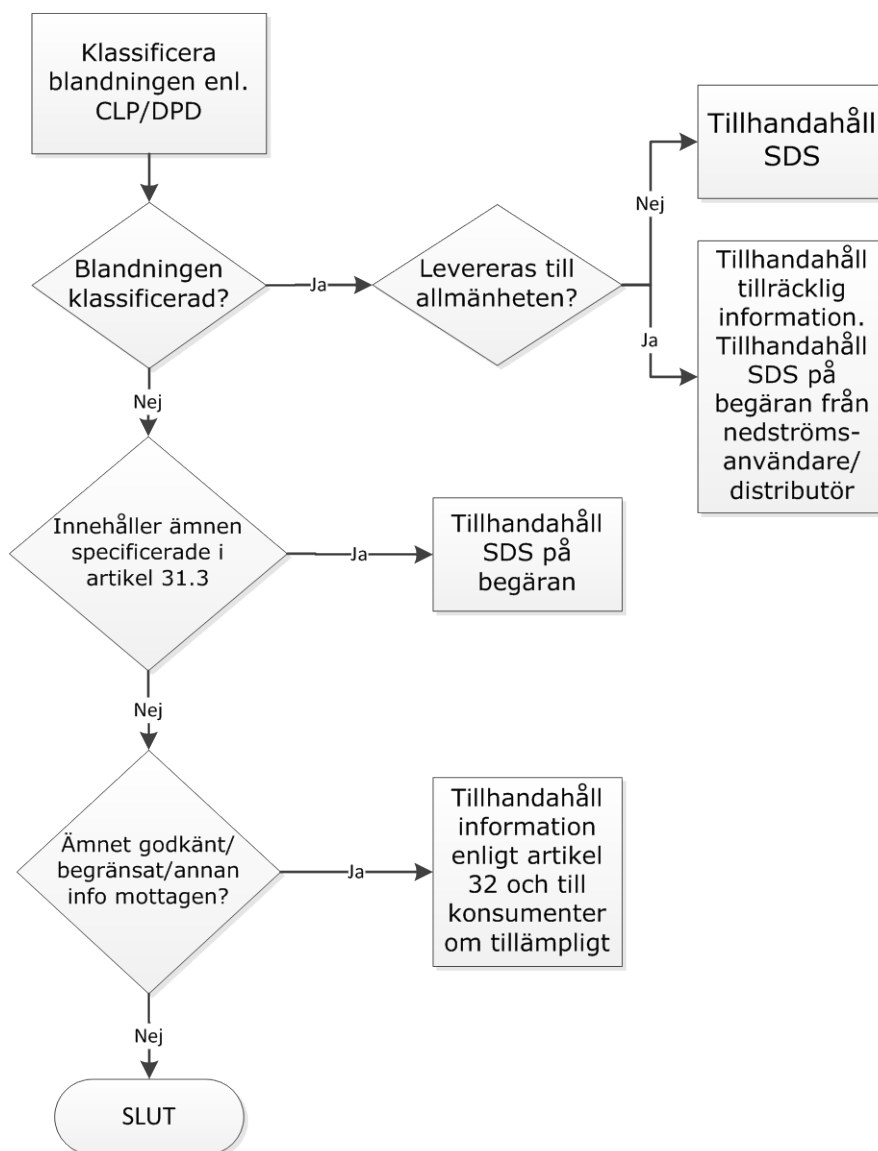 Klassificera
blandningen enl.
CLP/DPD
Blandningen
klassificerad?
Ja
Levereras till
allmänheten?
Nej
Tillhandahåll
SDS
Ja
Tillhandahåll
tillräcklig
information.
Tillhandahåll
SDS på
begäran från
nedströms-
användare/
distributör
Nej
Innehåller ämnen
specificerade i
artikel 31.3
Ja
Tillhandahåll
SDS på
begäran
Nej
Ämnet godkänt/
begränsat/annan
info mottagen?
Ja
Tillhandahåll
information
enligt artikel
32 och till
konsumenter
om tillämpligt
Nej
SLUT